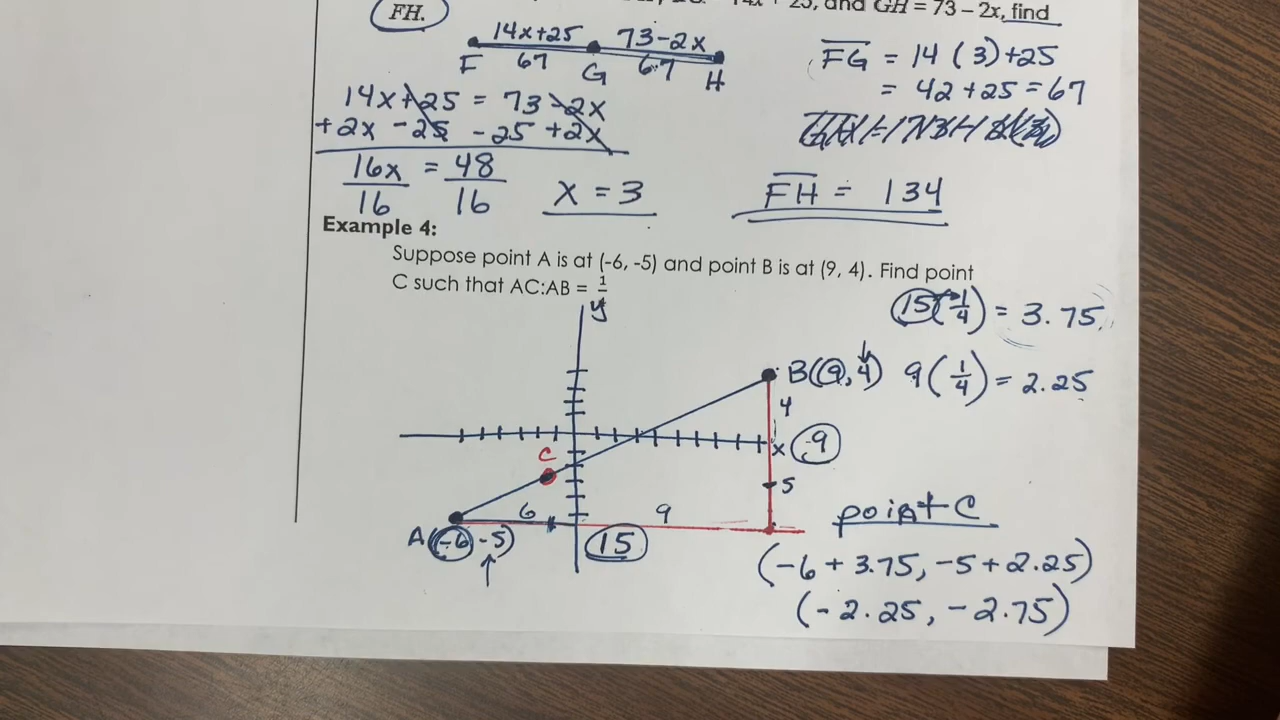 14x + 25, and GH = 73 – 2x, find
FH.
14x+25 73-2x
F 67 G 67 H
FG = 14 (3)+25
= 42 +25 = 67
14x+25 = 73-2x
+2x -25 -25 +2x
16x = 48
16 16
x = 3
FH = 134
Example 4:
Suppose point A is at (-6, -5) and point B is at (9, 4). Find point
C such that AC:AB = 1
y
15(1/4) = 3.75
B(9, 4) 9(1/4) = 2.25
4
x 9
C
5
6 9
A(-6 -5) 15
point C
(-6 + 3.75, -5 + 2.25)
(-2.25, -2.75)